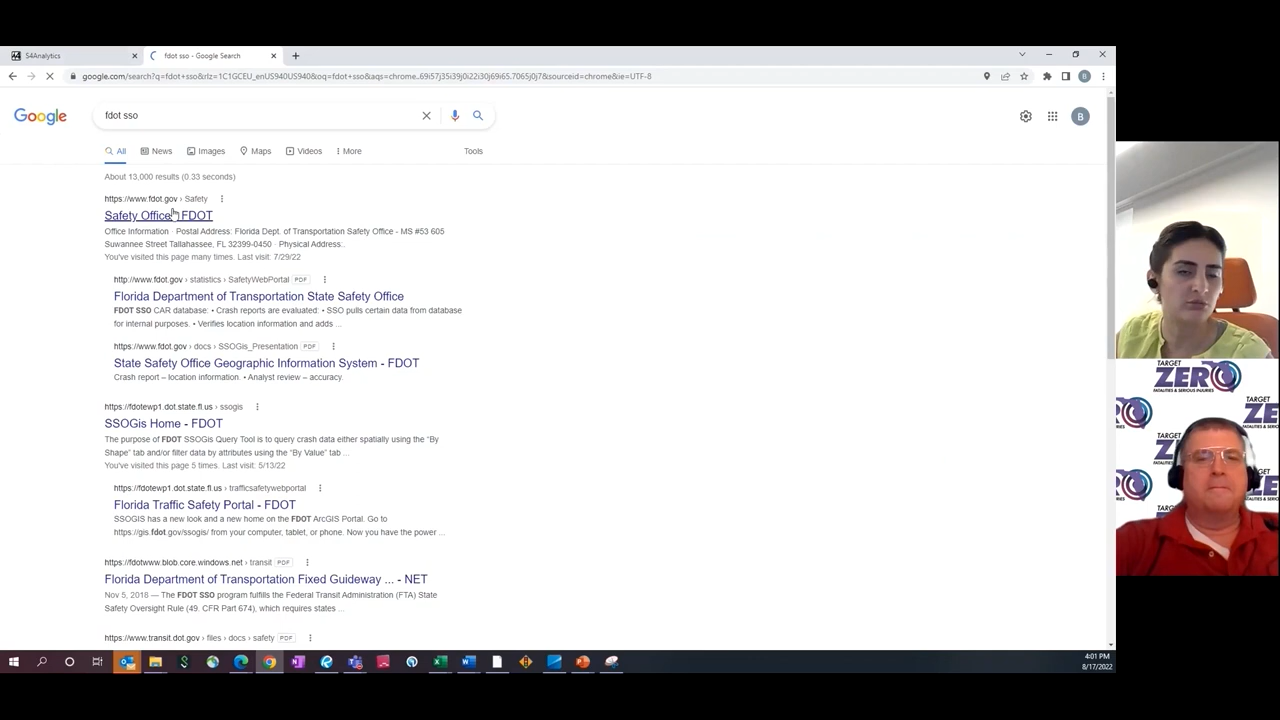 S4Analytics
fdot sso - Google Search
google.com/search?q=fdot+sso&rlz=1C1GCEU_enUS940US940&oq=fdot+sso&aqs=chrome..69i57j35i39j0i22i30j69i65.7065j0j7&sourceid=chrome&ie=UTF-8
B
Google
fdot sso
B
All
News
Images
Maps
Videos
More
Tools
About 13,000 results (0.33 seconds)
https://www.fdot.gov › Safety
Safety Office - FDOT
Office Information · Postal Address: Florida Dept. of Transportation Safety Office - MS #53 605
Suwannee Street Tallahassee, FL 32399-0450 · Physical Address..
You've visited this page many times. Last visit: 7/29/22
http://www.fdot.gov › statistics › SafetyWebPortal PDF
Florida Department of Transportation State Safety Office
FDOT SSO CAR database: • Crash reports are evaluated: • SSO pulls certain data from database
for internal purposes. • Verifies location information and adds ...
https://www.fdot.gov › docs › SSOGis_Presentation PDF
State Safety Office Geographic Information System - FDOT
Crash report – location information. • Analyst review – accuracy.
https://fdotewp1.dot.state.fl.us › ssogis
SSOGis Home - FDOT
The purpose of FDOT SSOGis Query Tool is to query crash data either spatially using the “By
Shape” tab and/or filter data by attributes using the “By Value” tab ...
You've visited this page 5 times. Last visit: 5/13/22
https://fdotewp1.dot.state.fl.us › trafficsafetywebportal
Florida Traffic Safety Portal - FDOT
SSOGIS has a new look and a new home on the FDOT ArcGIS Portal. Go to
https://gis.fdot.gov/ssogis/ from your computer, tablet, or phone. Now you have the power ...
https://fdotwww.blob.core.windows.net › transit PDF
Florida Department of Transportation Fixed Guideway ... - NET
Nov 5, 2018 — The FDOT SSO program fulfills the Federal Transit Administration (FTA) State
Safety Oversight Rule (49. CFR Part 674), which requires states ...
https://www.transit.dot.gov › files › docs › safety PDF
4:01 PM
8/17/2022
TARGET
ZERO
FATALITIES & SERIOUS INJURIES
TARGET
ZE
FATALITIES & SERIOUS
TARGET
ZE
FATALITIES & SERIOUS